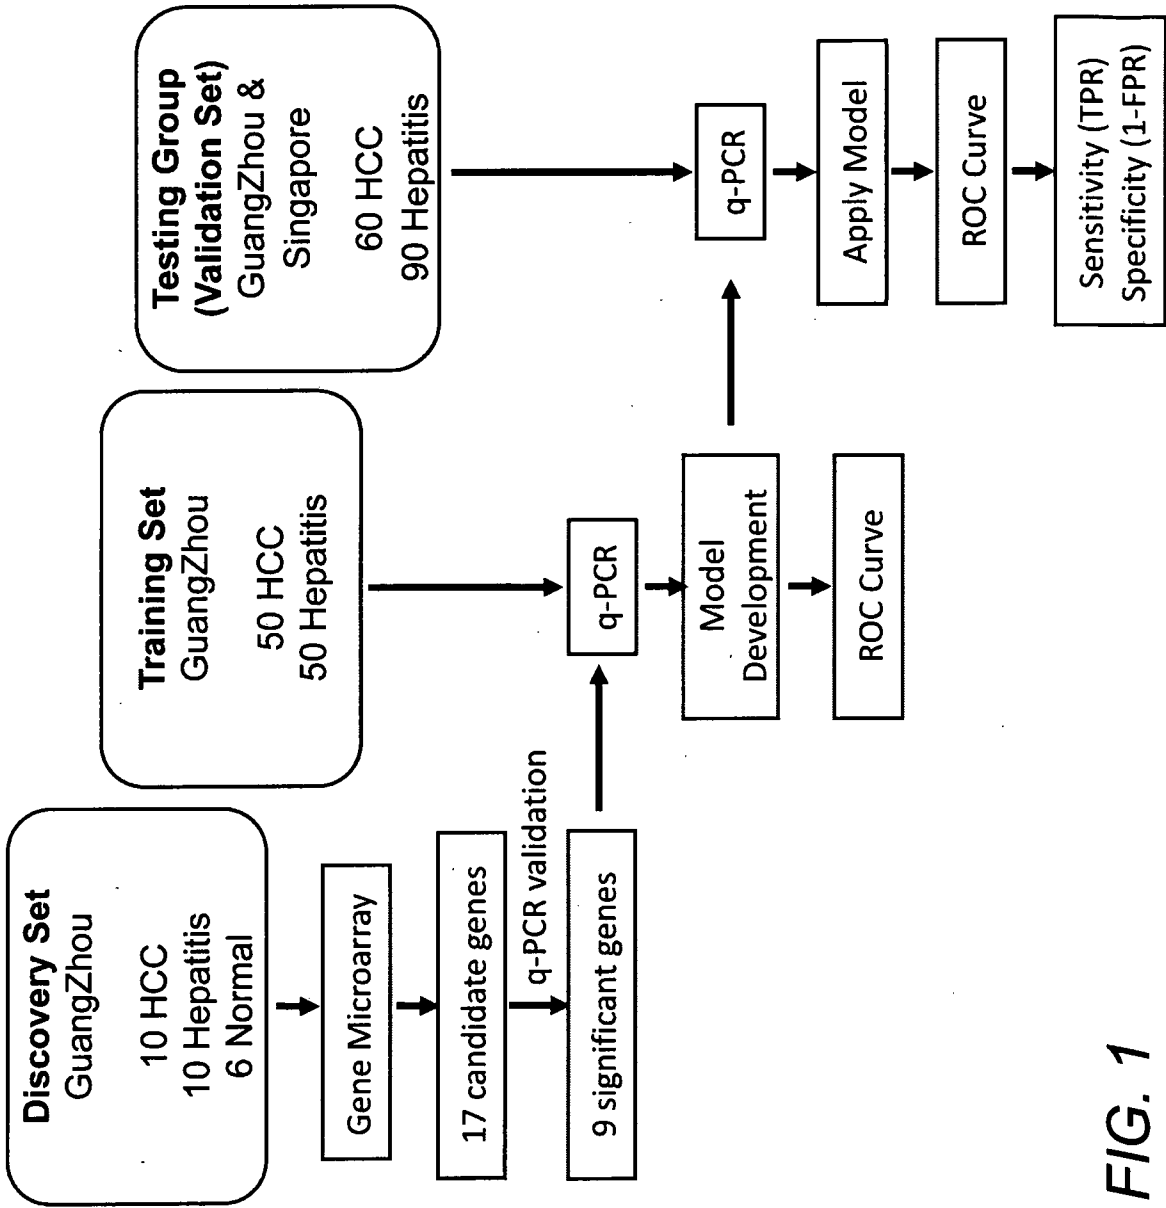 Discovery Set
GuangZhou
10 HCC
10 Hepatitis
6 Normal
Gene Microarray
17 candidate genes
q-PCR validation
9 significant genes
Training Set
GuangZhou
50 HCC
50 Hepatitis
q-PCR
Model
Development
ROC Curve
Testing Group
(Validation Set)
GuangZhou &
Singapore
60 HCC
90 Hepatitis
q-PCR
Apply Model
ROC Curve
Sensitivity (TPR)
Specificity (1-FPR)
FIG. 1